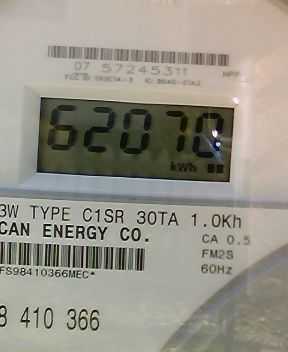 07 57245311
62070
kWh
3W TYPE C1SR 30TA 1.0Kh
CAN ENERGY CO.
CA 0.5
FM2S
60Hz
FS98410366MEC*
8 410 366